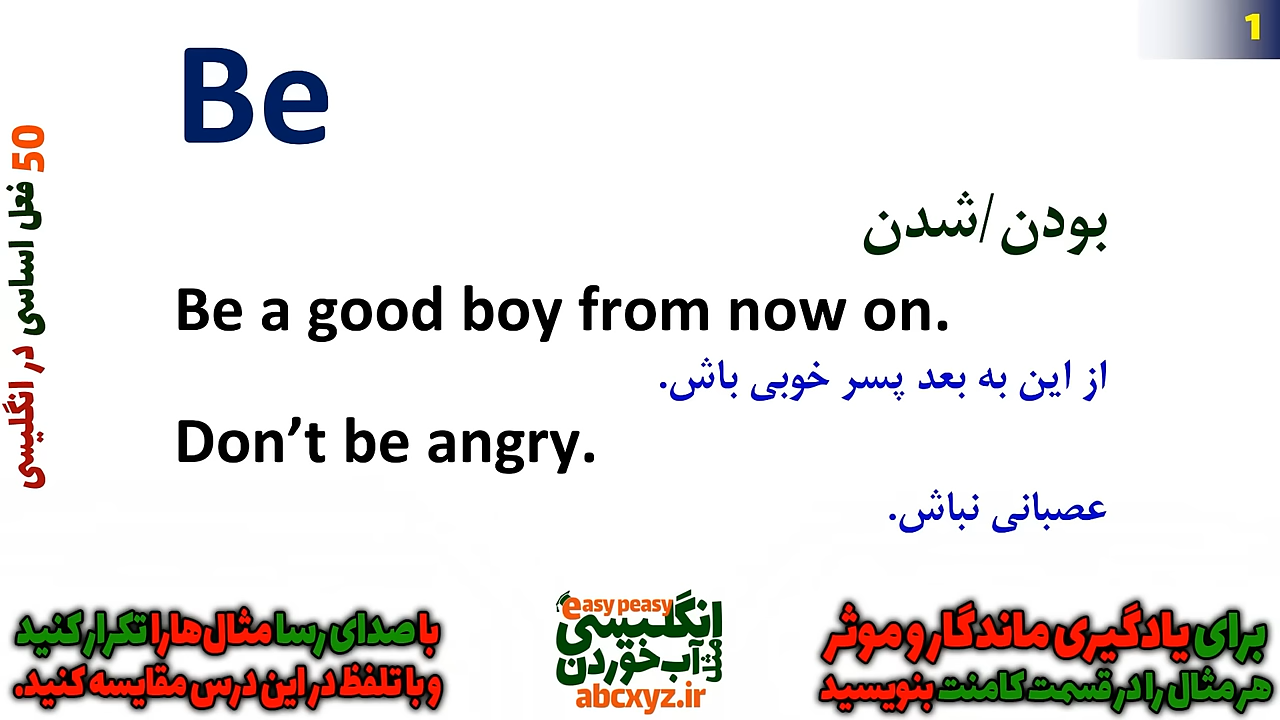 1
Be
بودن/شدن
Be a good boy from now on.
از این به بعد پسر خوبی باش.
Don’t be angry.
عصبانی نباش.
50 فعل اساسی در انگلیسی
برای یادگیری ماندگار و موثر
هر مثال را در قسمت کامنت بنویسید
easy peasy
انگلیسی
مثل
آب خوردن
abcxyz.ir
با صدای رسا مثال‌ها را تکرار کنید
و با تلفظ در این درس مقایسه کنید.